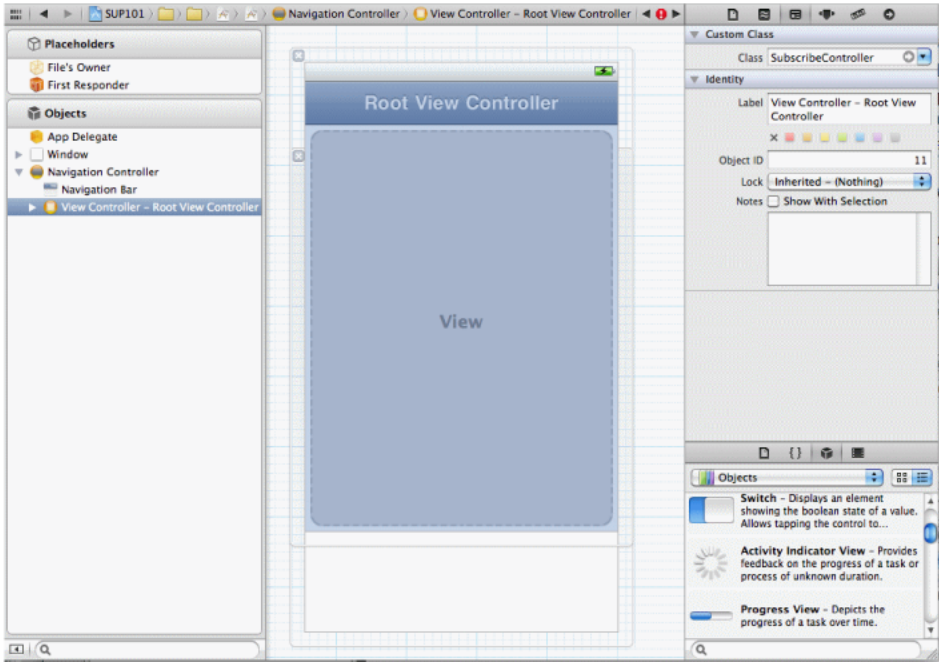 SUP101
Navigation Controller
View Controller – Root View Controller
Placeholders
File's Owner
First Responder
Objects
App Delegate
Window
Navigation Controller
Navigation Bar
View Controller – Root View Controller
Root View Controller
View
Custom Class
Class SubscribeController
Identity
Label View Controller – Root View
Controller
Object ID 11
Lock Inherited – (Nothing)
Notes Show With Selection
{}
Objects
Switch – Displays an element
showing the boolean state of a value.
Allows tapping the control to...
Activity Indicator View – Provides
feedback on the progress of a task or
process of unknown duration.
Progress View – Depicts the
progress of a task over time.